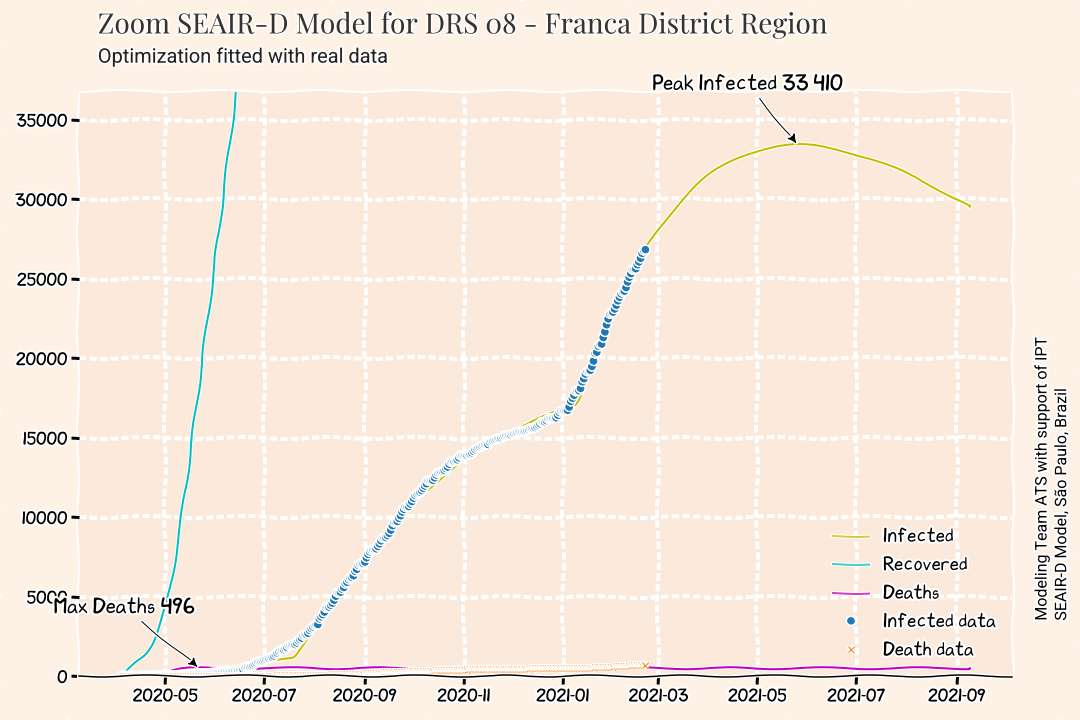 Zoom SEAIR-D Model for DRS 08 - Franca District Region
Optimization fitted with real data
Peak Infected 33 410
35000
30000
25000
20000
15000
10000
5000
0
Max Deaths 496
Infected
Recovered
Deaths
Infected data
Death data
2020-05
2020-07
2020-09
2020-11
2021-01
2021-03
2021-05
2021-07
2021-09
Modeling Team ATS with support of IPT
SEAIR-D Model, São Paulo, Brazil